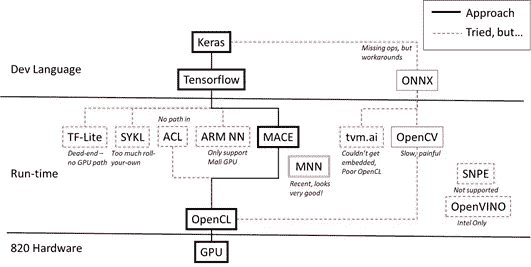 Approach
Tried, but…
Keras
Missing ops, but
workarounds
Dev Language
Tensorflow
ONNX
No path in
TF-Lite
SYKL
ACL
ARM NN
MACE
tvm.ai
OpenCV
Dead-end –
no GPU path
Too much roll-
your-own
Only support
Mali GPU
Couldn't get
embedded,
Poor OpenCL
Slow, painful
MNN
Recent, looks
very good!
Run-time
SNPE
Not supported
OpenVINO
Intel Only
OpenCL
820 Hardware
GPU